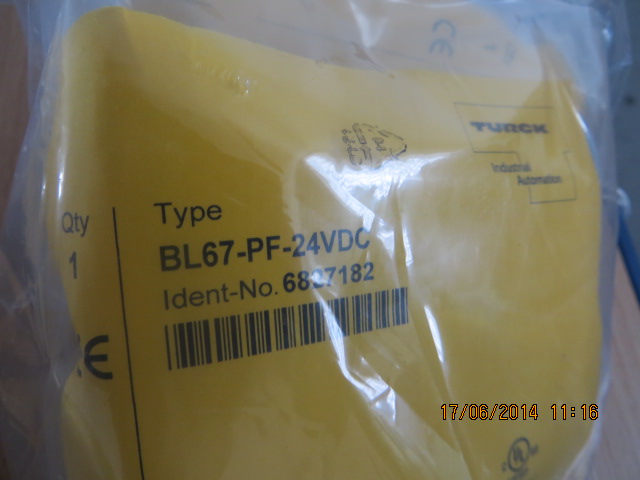 TURCK
Industrial
Automation
Qty
1
Type
BL67-PF-24VDC
Ident-No. 6827182
CE
CE
UL
17/06/2014 11:16